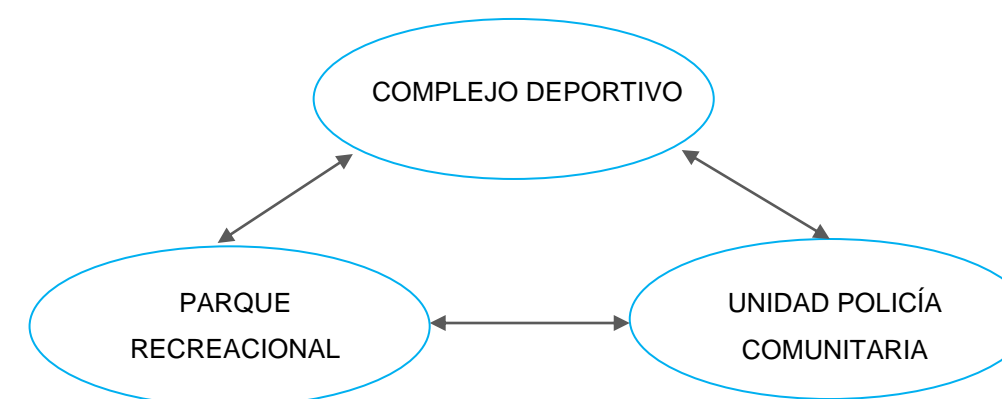 COMPLEJO DEPORTIVO
PARQUE
RECREACIONAL
UNIDAD POLICÍA
COMUNITARIA